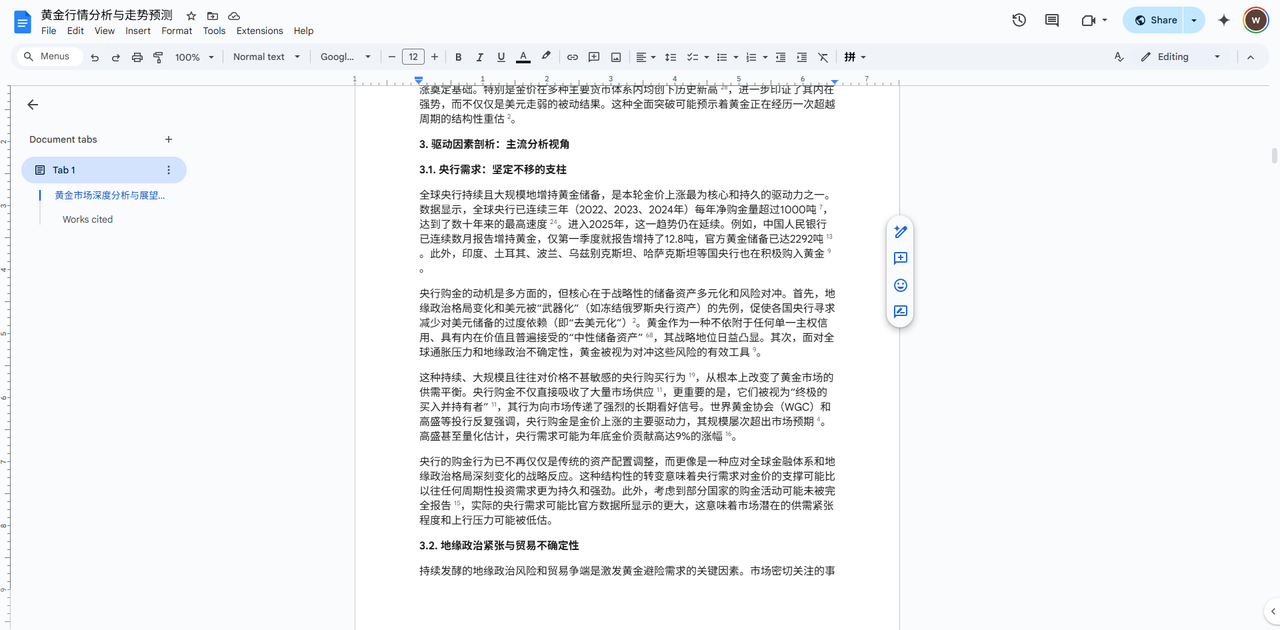 黄金行情分析与走势预测
File Edit View Insert Format Tools Extensions Help
Share
W
Menus
100%
Normal text
Googl...
12
B I U A
拼
Editing
1 1 2 3 4 5 6 7
Document tabs
Tab 1
黄金市场深度分析与展望...
Works cited
2
3
4
5
6
7
8
9
涨奠定基础。特别是金价在多种主要货币体系内均创下历史新高 24，进一步印证了其内在
强势，而不仅仅是美元走弱的被动结果。这种全面突破可能预示着黄金正在经历一次超越
周期的结构性重估 2。
3. 驱动因素剖析：主流分析视角
3.1. 央行需求：坚定不移的支柱
全球央行持续且大规模地增持黄金储备，是本轮金价上涨最为核心和持久的驱动力之一。
数据显示，全球央行已连续三年（2022、2023、2024年）每年净购金量超过1000吨 7，
达到了数十年来的最高速度 24。进入2025年，这一趋势仍在延续。例如，中国人民银行
已连续数月报告增持黄金，仅第一季度就报告增持了12.8吨，官方黄金储备已达2292吨 13
。此外，印度、土耳其、波兰、乌兹别克斯坦、哈萨克斯坦等国央行也在积极购入黄金 9
。
央行购金的动机是多方面的，但核心在于战略性的储备资产多元化和风险对冲。首先，地
缘政治格局变化和美元被“武器化”（如冻结俄罗斯央行资产）的先例，促使各国央行寻求
减少对美元储备的过度依赖（即“去美元化”）2。黄金作为一种不依附于任何单一主权信
用、具有内在价值且普遍接受的“中性储备资产” 68，其战略地位日益凸显。其次，面对全
球通胀压力和地缘政治不确定性，黄金被视为对冲这些风险的有效工具 9。
这种持续、大规模且往往对价格不甚敏感的央行购买行为 19，从根本上改变了黄金市场的
供需平衡。央行购金不仅直接吸收了大量市场供应 11，更重要的是，它们被视为“终极的
买入并持有者” 11，其行为向市场传递了强烈的长期看好信号。世界黄金协会（WGC）和
高盛等投行反复强调，央行购金是金价上涨的主要驱动力，其规模屡次超出市场预期 4。
高盛甚至量化估计，央行需求可能为年底金价贡献高达9%的涨幅 16。
央行的购金行为已不再仅仅是传统的资产配置调整，而更像是一种应对全球金融体系和地
缘政治格局深刻变化的战略反应。这种结构性的转变意味着央行需求对金价的支撑可能比
以往任何周期性投资需求更为持久和强劲。此外，考虑到部分国家的购金活动可能未被完
全报告 15，实际的央行需求可能比官方数据所显示的更大，这意味着市场潜在的供需紧张
程度和上行压力可能被低估。
3.2. 地缘政治紧张与贸易不确定性
持续发酵的地缘政治风险和贸易争端是激发黄金避险需求的关键因素。市场密切关注的事